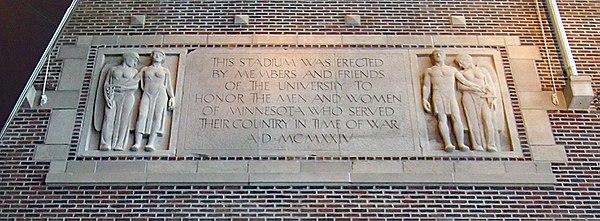 THIS STADIUM WAS ERECTED
BY MEMBERS AND FRIENDS
OF THE UNIVERSITY TO
HONOR THE MEN AND WOMEN
OF MINNESOTA WHO SERVED
THEIR COUNTRY IN TIME OF WAR
A·D·MCMXXIV